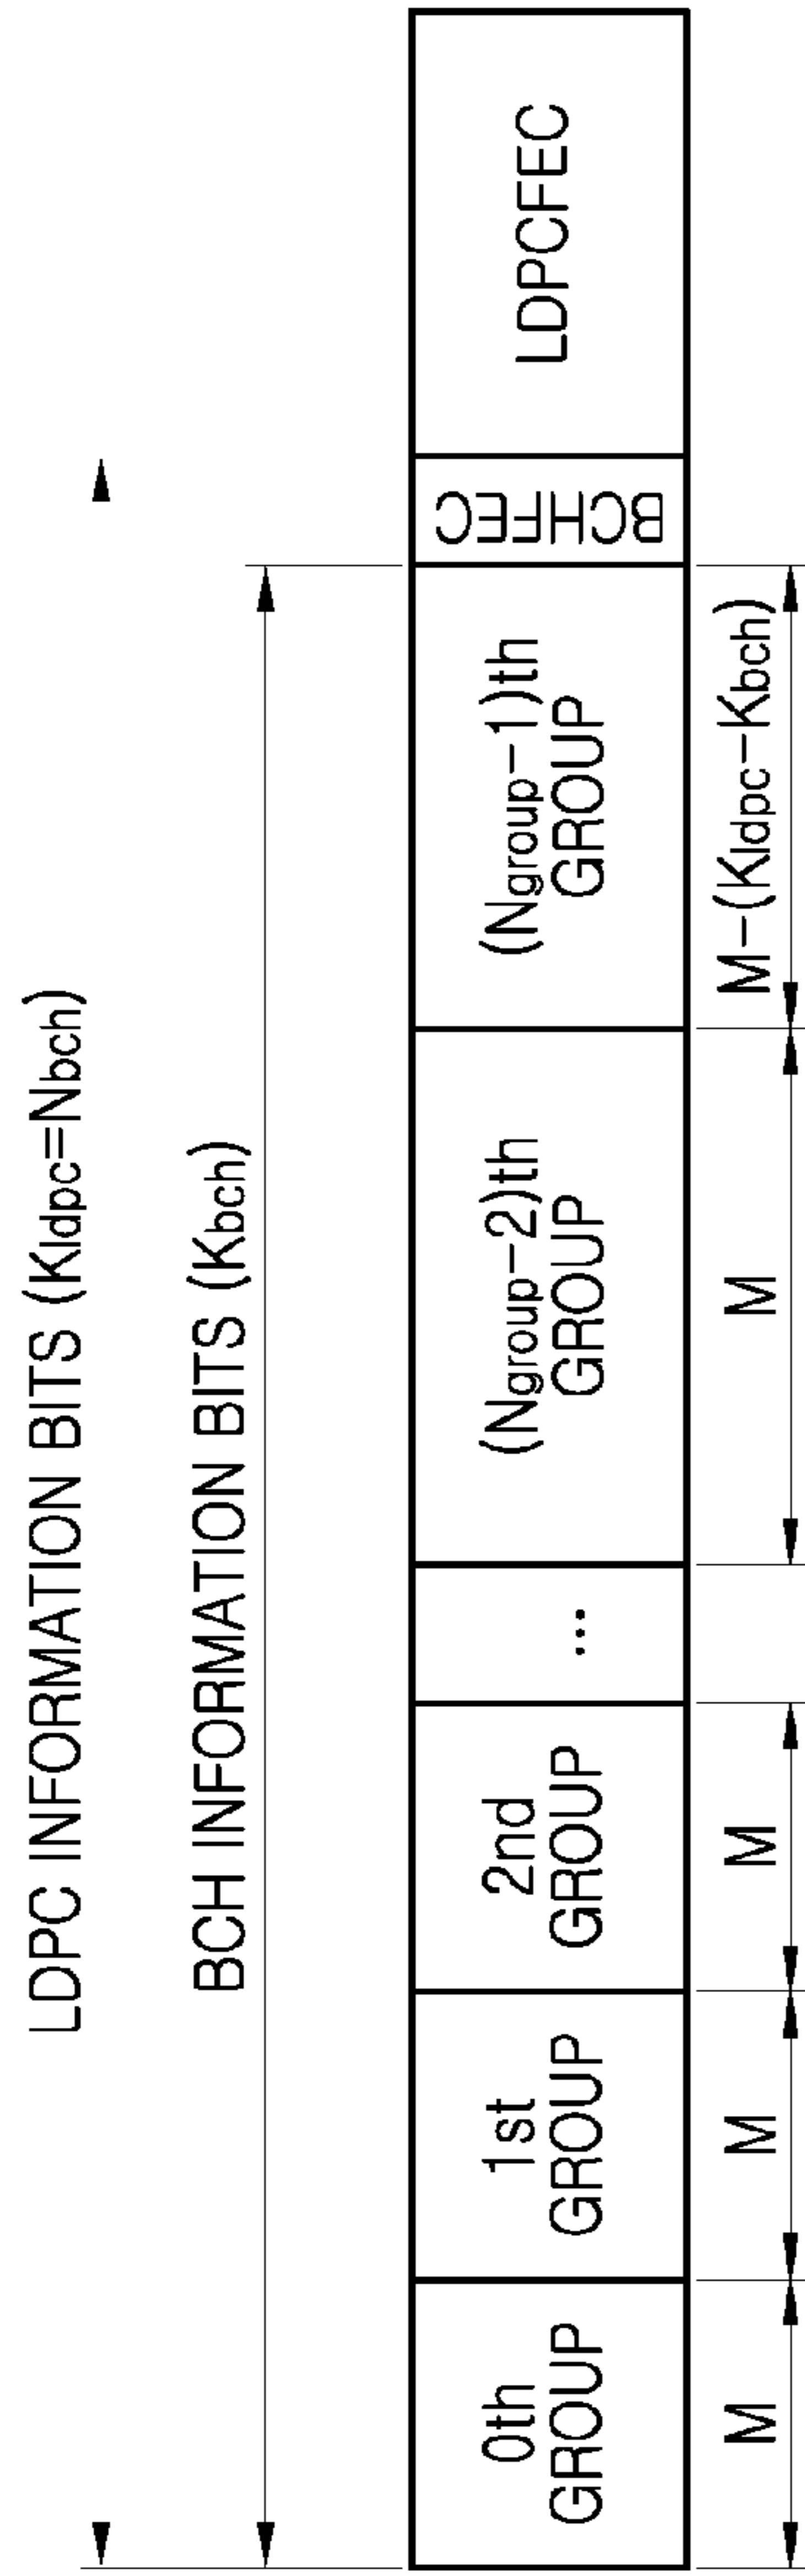 LDPC INFORMATION BITS (Kldpc=Nbch)
BCH INFORMATION BITS (Kbch)
0th
GROUP
1st
GROUP
2nd
GROUP
...
(Ngroup-2)th
GROUP
(Ngroup-1)th
GROUP
BCHFEC
LDPCFEC
M
M
M
M
M-(Kldpc-Kbch)